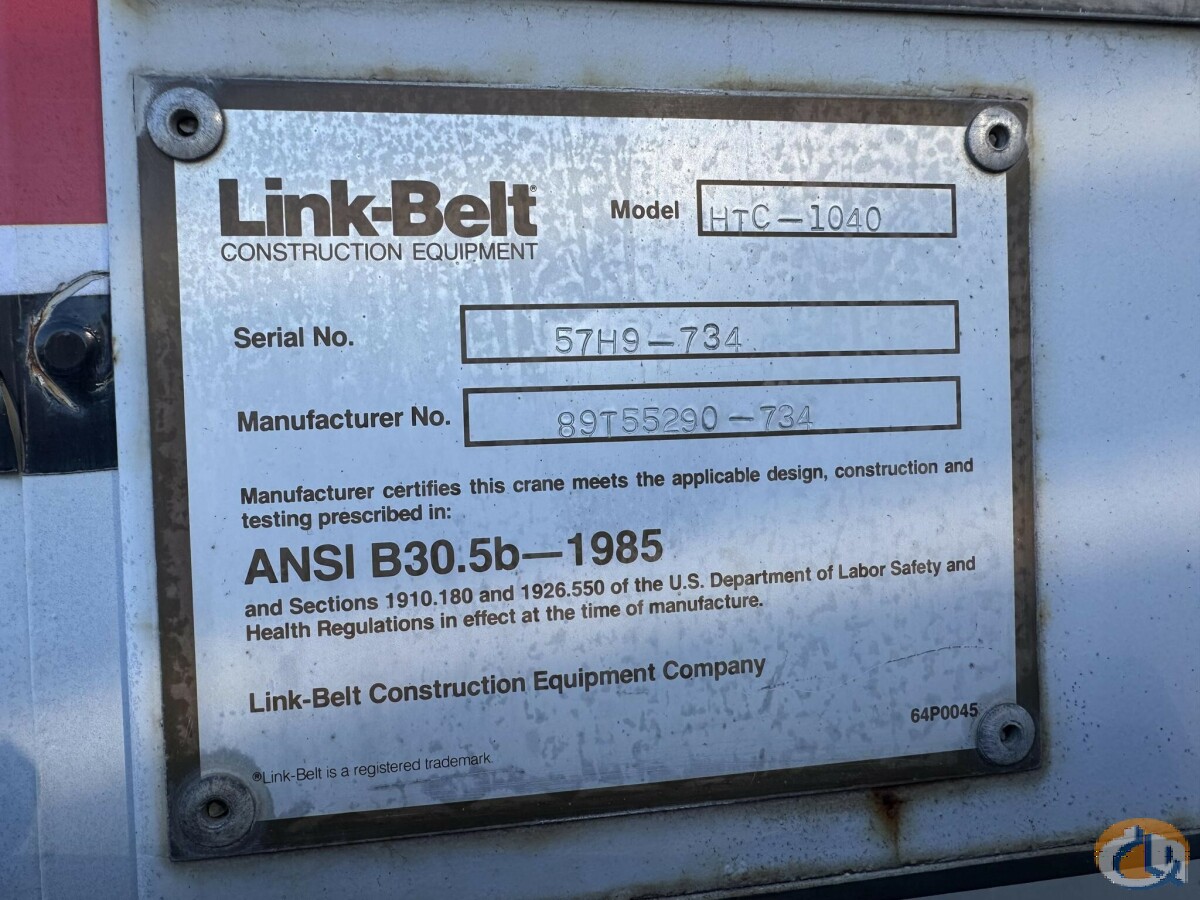 Link-Belt®
CONSTRUCTION EQUIPMENT
Model HTC-1040
Serial No. 57H9-734
Manufacturer No. 89T55290-734
Manufacturer certifies this crane meets the applicable design, construction and
testing prescribed in:
ANSI B30.5b—1985
and Sections 1910.180 and 1926.550 of the U.S. Department of Labor Safety and
Health Regulations in effect at the time of manufacture.
Link-Belt Construction Equipment Company
64P0045
®Link-Belt is a registered trademark.